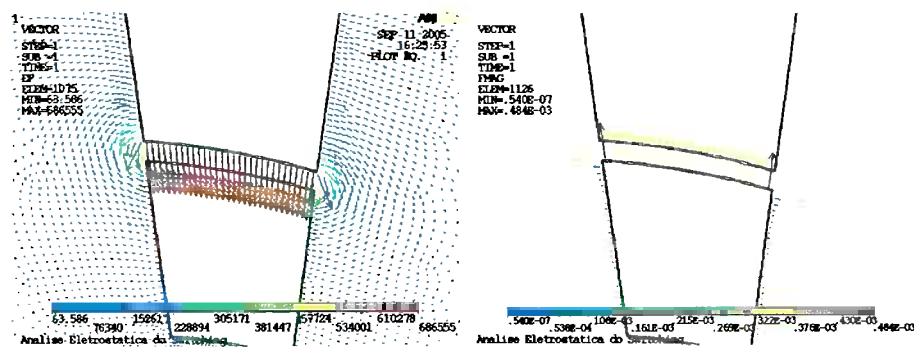 1
VECTOR
STEP=1
SUB =1
TIME=1
EF
ELEM=1075
MIN=63.586
MAX=686555
AN
SEP 11 2005
16:25:53
PLOT NO. 1
63.586
76340
152617
228894
305171
381447
457724
534001
610278
686555
Analise Eletrostatica do Switching
1
VECTOR
STEP=1
SUB =1
TIME=1
FMAG
ELEM=1126
MIN=.540E-07
MAX=.484E-03
.540E-07
.538E-04
.108E-03
.161E-03
.215E-03
.269E-03
.322E-03
.376E-03
.430E-03
.484E-03
Analise Eletrostatica do Switching